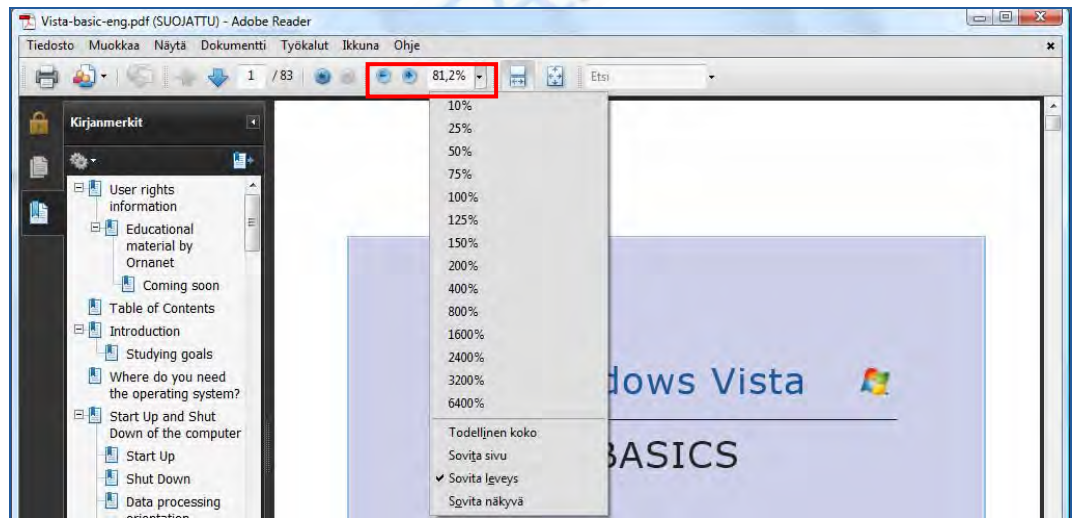 Vista-basic-eng.pdf (SUOJATTU) - Adobe Reader
Tiedosto Muokkaa Näytä Dokumentti Työkalut Ikkuna Ohje
1 / 83 81,2% Etsi
Kirjanmerkit
User rights
information
Educational
material by
Ornanet
Coming soon
Table of Contents
Introduction
Studying goals
Where do you need
the operating system?
Start Up and Shut
Down of the computer
Start Up
Shut Down
Data processing
orientation
10%
25%
50%
75%
100%
125%
150%
200%
400%
800%
1600%
2400%
3200%
6400%
Todellinen koko
Sovita sivu
Sovita leveys
Sovita näkyvä
dows Vista
BASICS